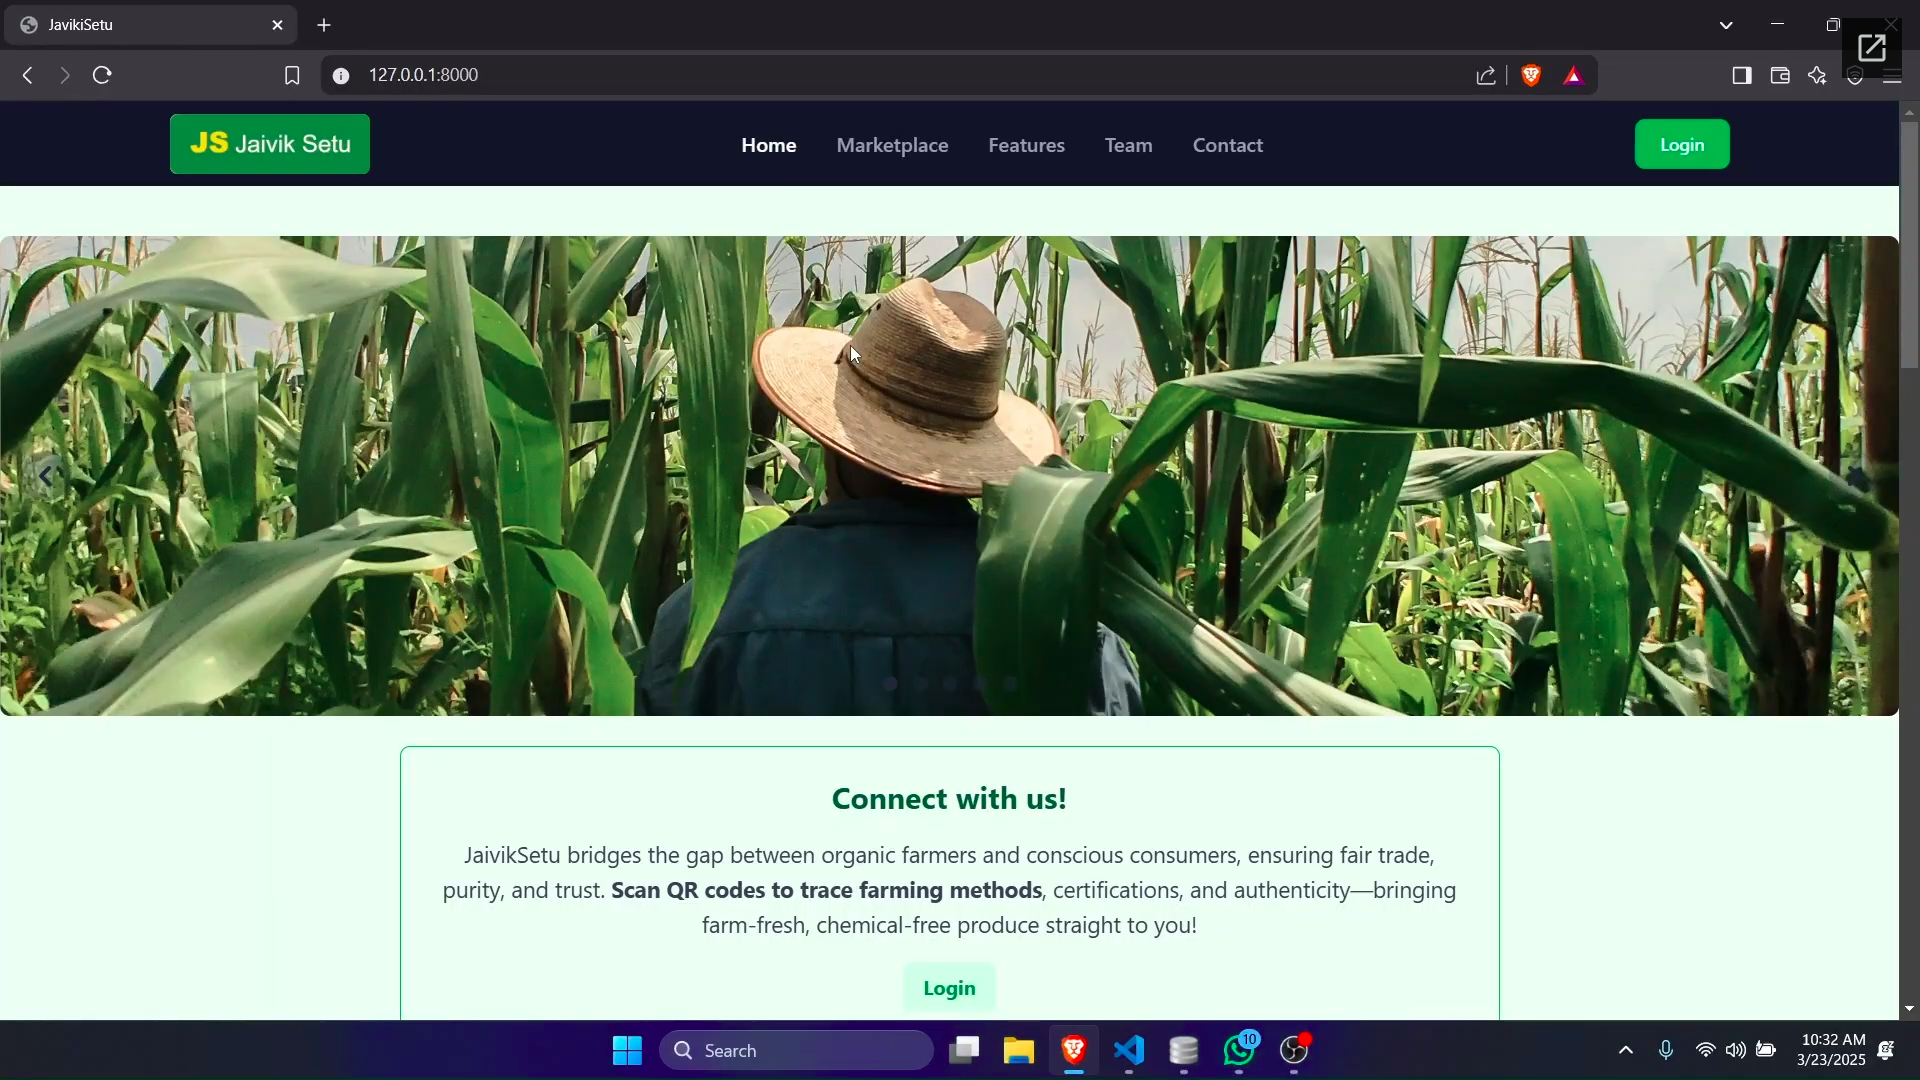 JavikiSetu
127.0.0.1:8000
JS Jaivik Setu
Home
Marketplace
Features
Team
Contact
Login
Connect with us!
JaivikSetu bridges the gap between organic farmers and conscious consumers, ensuring fair trade,
purity, and trust. Scan QR codes to trace farming methods, certifications, and authenticity—bringing
farm-fresh, chemical-free produce straight to you!
Login
Search
10
10:32 AM
3/23/2025